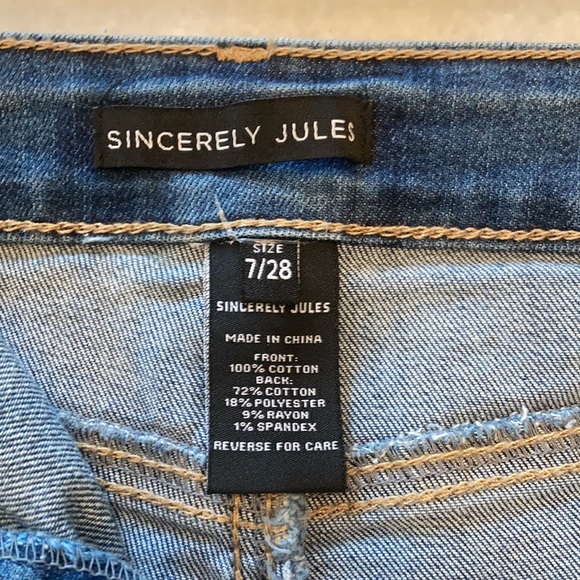 SINCERELY JULES
SIZE
7/28
SINCERELY JULES
MADE IN CHINA
FRONT:
100% COTTON
BACK:
72% COTTON
18% POLYESTER
9% RAYON
1% SPANDEX
REVERSE FOR CARE